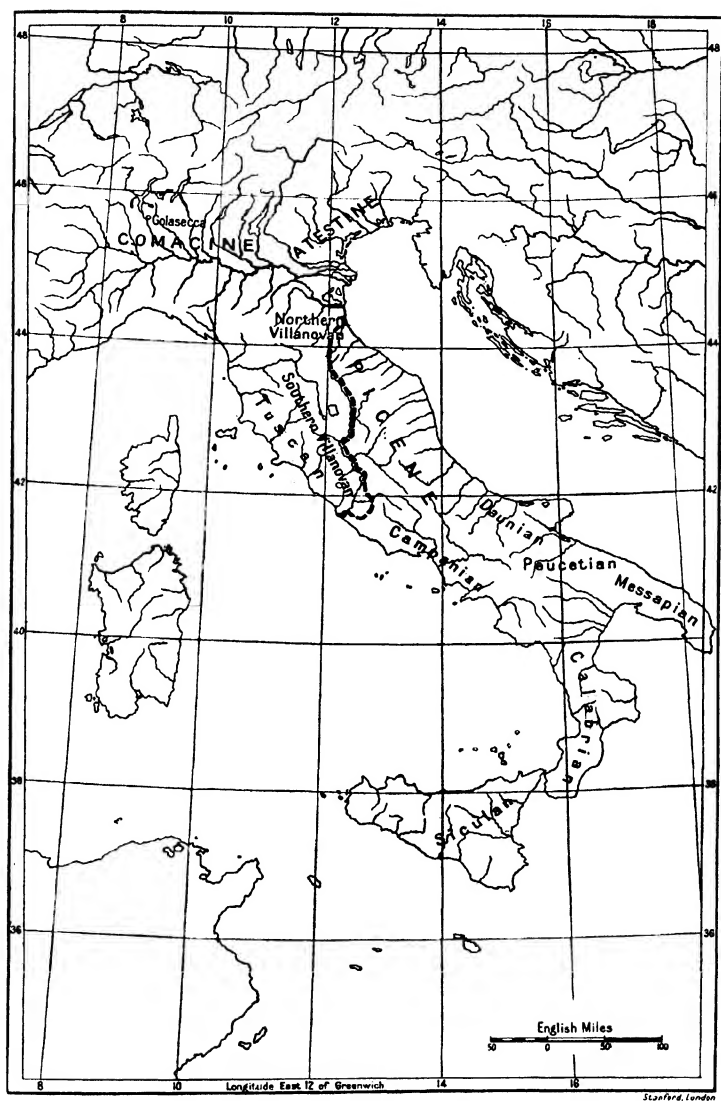 8 10 12 14 16 18
48 48
46 46
Golasecca
COMACINE
ATESTINE
44 44
Northern
Villanovan
PICENE
Southern Villanovan
Tuscan
42 42
Daunian
Campanian
Peucetian
Messapian
40 40
Calabrian
38 38
Siculan
36 36
English Miles
50 0 50 100
8 10 Longitude East 12 of Greenwich 14 16
Stanford, London